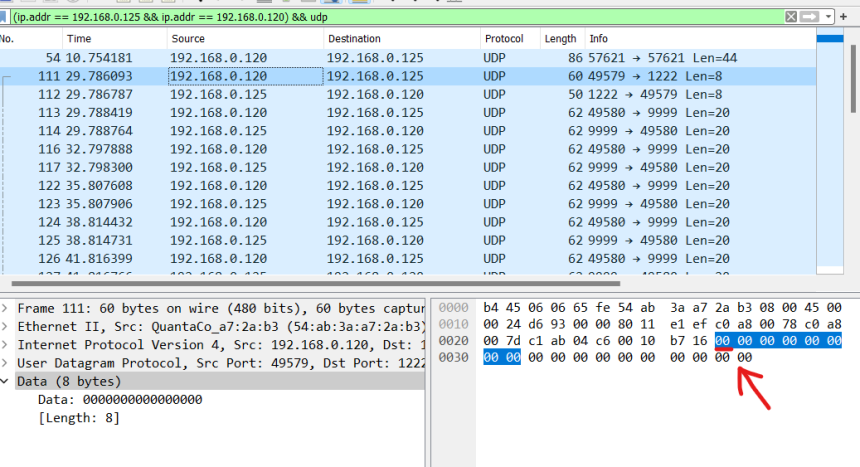 (ip.addr == 192.168.0.125 && ip.addr == 192.168.0.120) && udp
No. Time Source Destination Protocol Length Info
54 10.754181 192.168.0.120 192.168.0.125 UDP 86 57621 → 57621 Len=44
111 29.786093 192.168.0.120 192.168.0.125 UDP 60 49579 → 1222 Len=8
112 29.786787 192.168.0.125 192.168.0.120 UDP 50 1222 → 49579 Len=8
113 29.788419 192.168.0.120 192.168.0.125 UDP 62 49580 → 9999 Len=20
114 29.788764 192.168.0.125 192.168.0.120 UDP 62 9999 → 49580 Len=20
116 32.797888 192.168.0.120 192.168.0.125 UDP 62 49580 → 9999 Len=20
117 32.798300 192.168.0.125 192.168.0.120 UDP 62 9999 → 49580 Len=20
122 35.807608 192.168.0.120 192.168.0.125 UDP 62 49580 → 9999 Len=20
123 35.807906 192.168.0.125 192.168.0.120 UDP 62 9999 → 49580 Len=20
124 38.814432 192.168.0.120 192.168.0.125 UDP 62 49580 → 9999 Len=20
125 38.814731 192.168.0.125 192.168.0.120 UDP 62 9999 → 49580 Len=20
126 41.816399 192.168.0.120 192.168.0.125 UDP 62 49580 → 9999 Len=20
Frame 111: 60 bytes on wire (480 bits), 60 bytes captur
Ethernet II, Src: QuantaCo_a7:2a:b3 (54:ab:3a:a7:2a:b3)
Internet Protocol Version 4, Src: 192.168.0.120, Dst: 1
User Datagram Protocol, Src Port: 49579, Dst Port: 1222
Data (8 bytes)
Data: 0000000000000000
[Length: 8]
0000 b4 45 06 06 65 fe 54 ab 3a a7 2a b3 08 00 45 00
0010 00 24 d6 93 00 00 80 11 e1 ef c0 a8 00 78 c0 a8
0020 00 7d c1 ab 04 c6 00 10 b7 16 00 00 00 00 00 00
0030 00 00 00 00 00 00 00 00 00 00 00 00